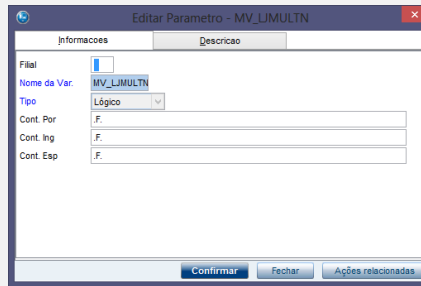 Editar Parametro - MV_LJMULTN
Informacoes
Descricao
Filial
Nome da Var. MV_LJMULTN
Tipo Lógico
Cont. Por .F.
Cont. Ing .F.
Cont. Esp .F.
Confirmar Fechar Ações relacionadas